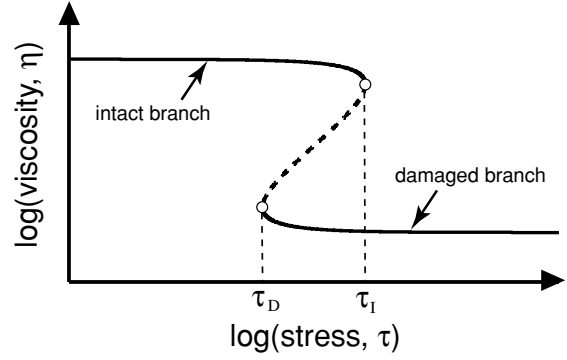 log(viscosity, η)
intact branch
damaged branch
τD
τI
log(stress, τ)